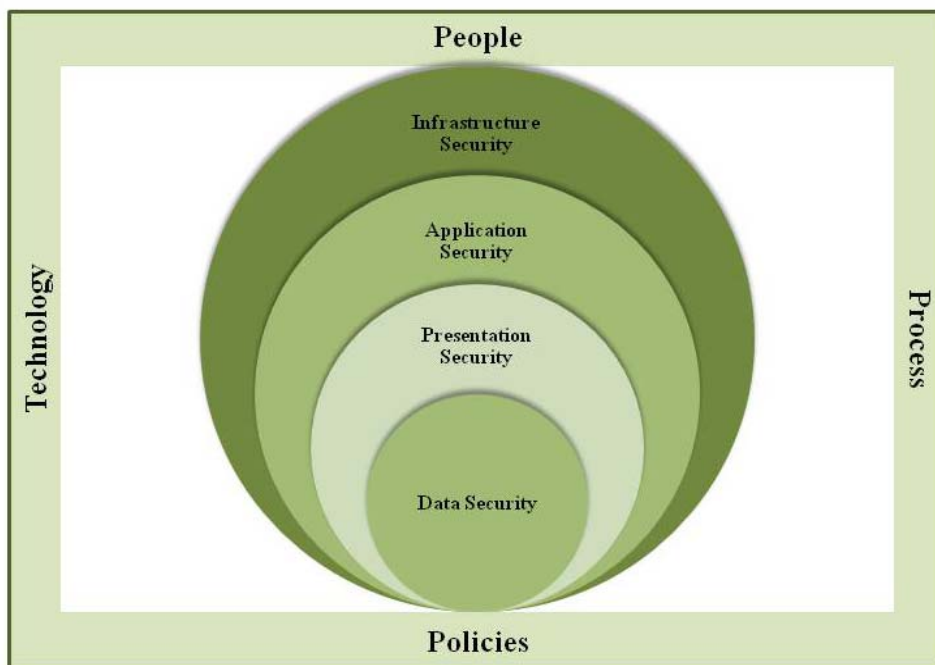 People
Infrastructure
Security
Application
Security
Technology
Presentation
Security
Process
Data Security
Policies